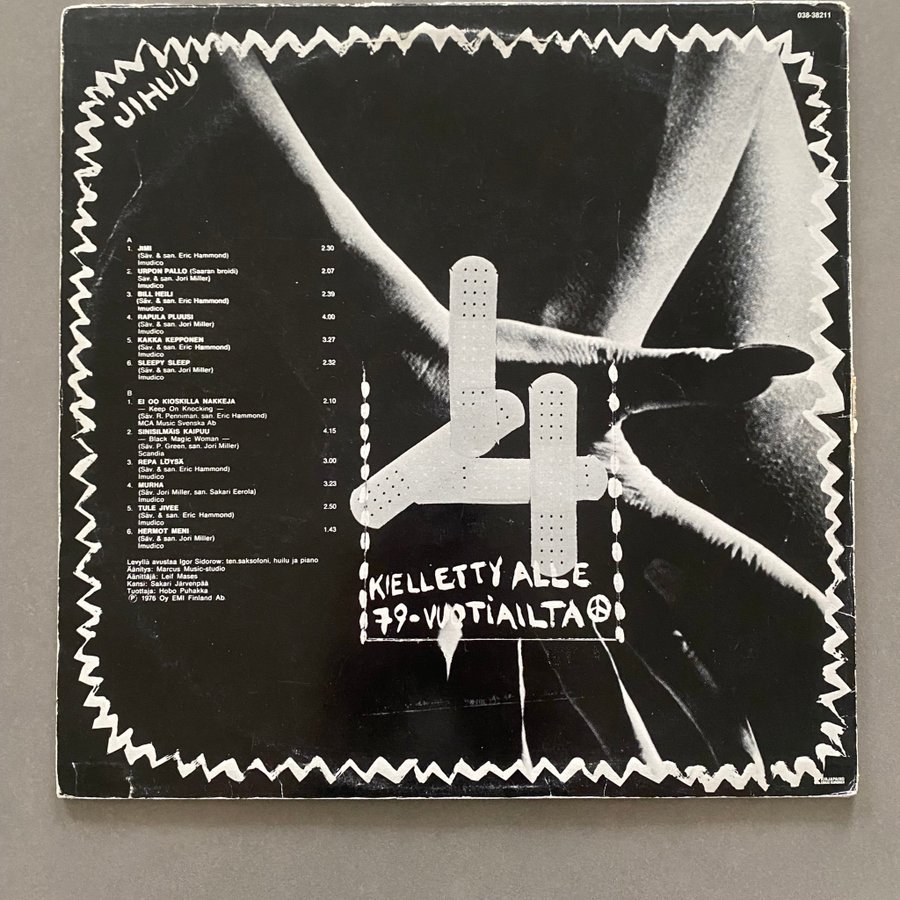 038-38211
JIHUU
A
1. JIMI 2.30
(Säv. & san. Eric Hammond)
Imudico
2. URPON PALLO (Saaran broidi) 2.07
Säv. & san. Jori Miller)
Imudico
3. BILL HEILI 2.39
(Säv. & san. Eric Hammond)
Imudico
4. RAPULA PLUUSI 4.00
(Säv. & san. Jori Miller)
Imudico
5. KAKKA KEPPONEN 3.27
(Säv. & san. Eric Hammond)
Imudico
6. SLEEPY SLEEP 2.32
(Säv. & san. Jori Miller)
Imudico
B
1. EI OO KIOSKILLA NAKKEJA 2.10
— Keep On Knocking —
(Säv. R. Penniman, san. Eric Hammond)
MCA Music Svenska Ab
2. SINISILMÄIS KAIPUU 4.15
— Black Magic Woman —
(Säv. P. Green, san. Jori Miller)
Scandia
3. REPA LÖYSÄ 3.00
(Säv. & san. Eric Hammond)
Imudico
4. MURHA 3.23
(Säv. Jori Miller, san. Sakari Eerola)
Imudico
5. TULE JIVEE 2.50
(Säv. & san. Eric Hammond)
Imudico
6. HERMOT MENI 1.43
(Säv. & san. Jori Miller)
Imudico
Levyllä avustaa Igor Sidorow: ten.saksofoni, huilu ja piano
Äänitys: Marcus Music-studio
Äänittäjä: Leif Mases
Kansi: Sakari Järvenpää
Tuottaja: Hobo Puhakka
Ⓟ 1976 Oy EMI Finland Ab
KIELLETTY ALLE
79-VUOTIAILTA